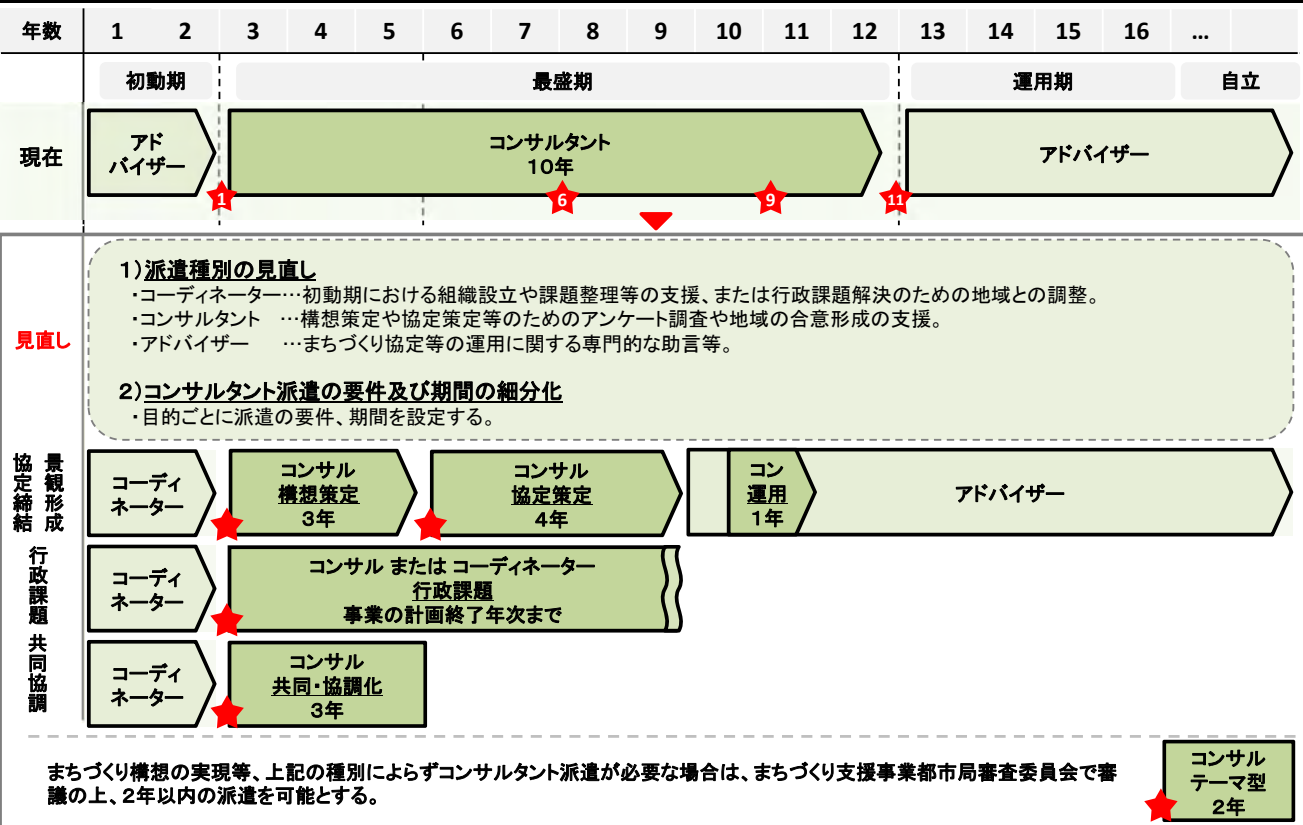 年数 1 2 3 4 5 6 7 8 9 10 11 12 13 14 15 16 …
初動期 最盛期 運用期 自立
現在
アド
バイザー
コンサルタント
10年
アドバイザー
1 6 9 11
見直し
1)派遣種別の見直し
・コーディネーター…初動期における組織設立や課題整理等の支援、または行政課題解決のための地域との調整。
・コンサルタント …構想策定や協定策定等のためのアンケート調査や地域の合意形成の支援。
・アドバイザー …まちづくり協定等の運用に関する専門的な助言等。
2)コンサルタント派遣の要件及び期間の細分化
・目的ごとに派遣の要件、期間を設定する。
景観形成
協定締結
コーディ
ネーター
コンサル
構想策定
3年
コンサル
協定策定
4年
コン
運用
1年
アドバイザー
行政課題
コーディ
ネーター
コンサル または コーディネーター
行政課題
事業の計画終了年次まで
共同協調
コーディ
ネーター
コンサル
共同・協調化
3年
まちづくり構想の実現等、上記の種別によらずコンサルタント派遣が必要な場合は、まちづくり支援事業都市局審査委員会で審
議の上、2年以内の派遣を可能とする。
コンサル
テーマ型
2年